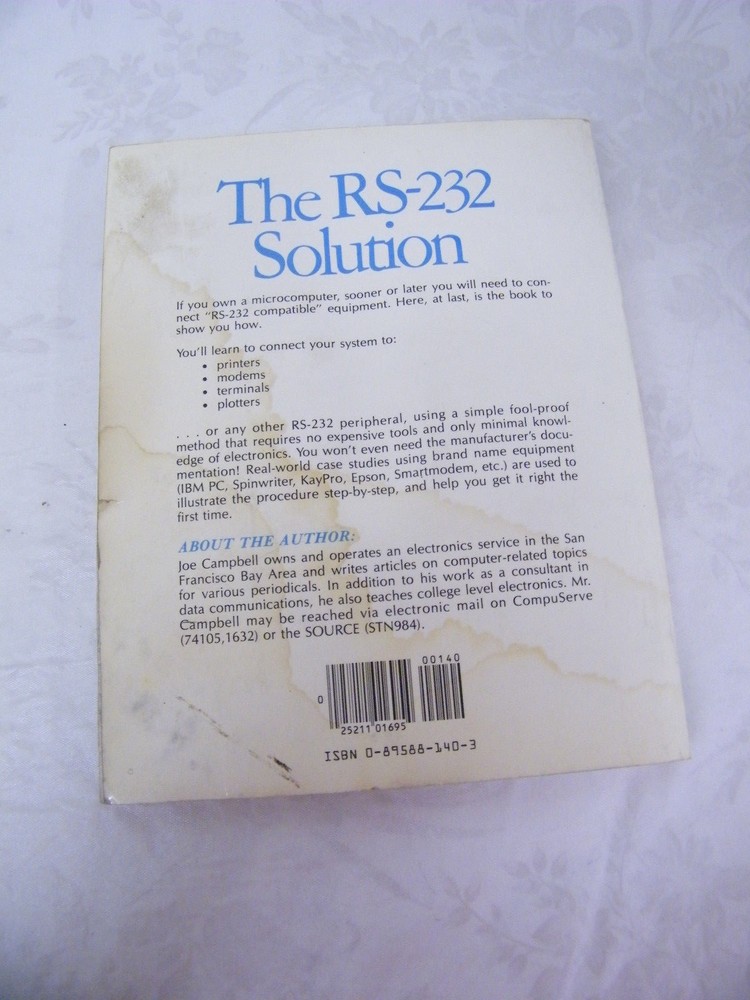 The RS-232
Solution
If you own a microcomputer, sooner or later you will need to con-
nect “RS-232 compatible” equipment. Here, at last, is the book to
show you how.
You’ll learn to connect your system to:
• printers
• modems
• terminals
• plotters
. . . or any other RS-232 peripheral, using a simple fool-proof
method that requires no expensive tools and only minimal knowl-
edge of electronics. You won’t even need the manufacturer’s docu-
mentation! Real-world case studies using brand name equipment
(IBM PC, Spinwriter, KayPro, Epson, Smartmodem, etc.) are used to
illustrate the procedure step-by-step, and help you get it right the
first time.
ABOUT THE AUTHOR:
Joe Campbell owns and operates an electronics service in the San
Francisco Bay Area and writes articles on computer-related topics
for various periodicals. In addition to his work as a consultant in
data communications, he also teaches college level electronics. Mr.
Campbell may be reached via electronic mail on CompuServe
(74105,1632) or the SOURCE (STN984).
00140
0
25211 01695
ISBN 0-89588-140-3